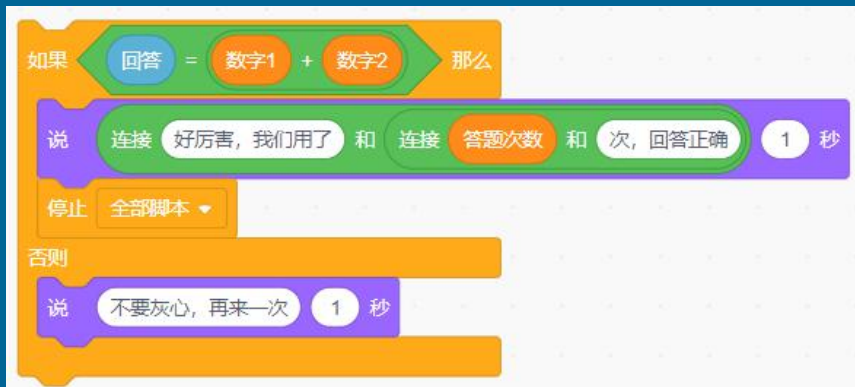 如果 回答 = 数字1 + 数字2 那么
说 连接 好厉害，我们用了 和 连接 答题次数 和 次，回答正确 1 秒
停止 全部脚本
否则
说 不要灰心，再来一次 1 秒